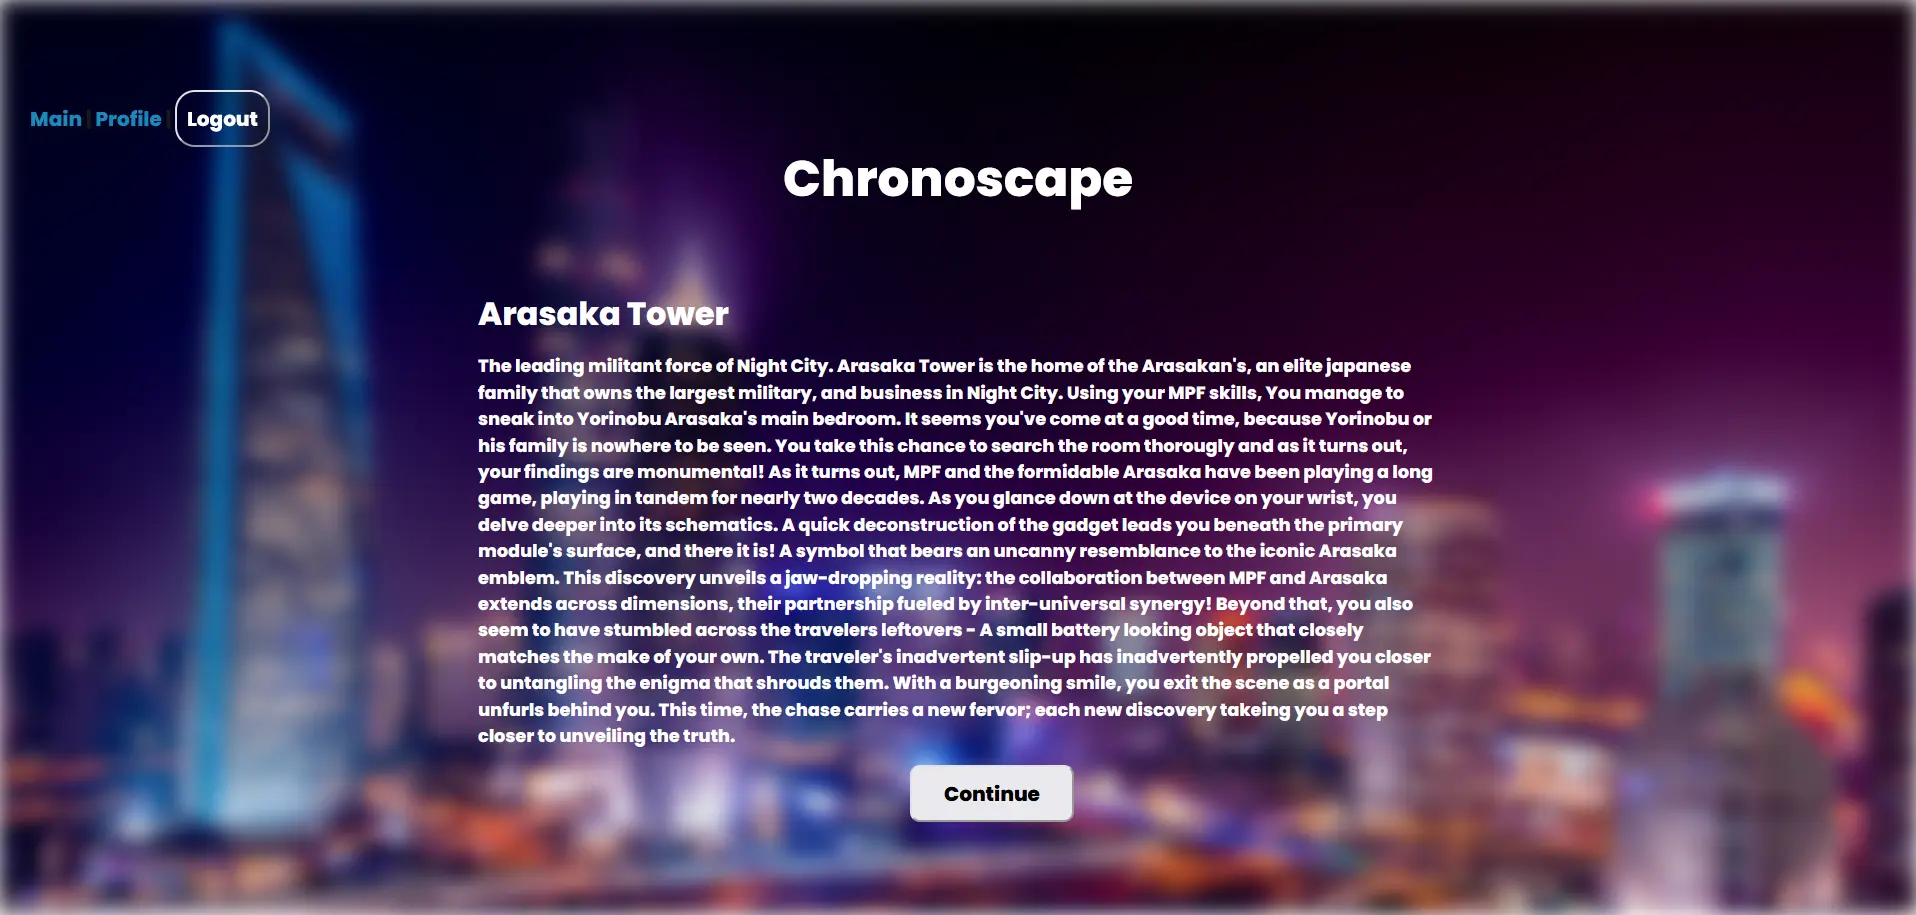 Main | Profile | Logout
Chronoscape
Arasaka Tower
The leading militant force of Night City. Arasaka Tower is the home of the Arasakan's, an elite japanese
family that owns the largest military, and business in Night City. Using your MPF skills, You manage to
sneak into Yorinobu Arasaka's main bedroom. It seems you've come at a good time, because Yorinobu or
his family is nowhere to be seen. You take this chance to search the room thorougly and as it turns out,
your findings are monumental! As it turns out, MPF and the formidable Arasaka have been playing a long
game, playing in tandem for nearly two decades. As you glance down at the device on your wrist, you
delve deeper into its schematics. A quick deconstruction of the gadget leads you beneath the primary
module's surface, and there it is! A symbol that bears an uncanny resemblance to the iconic Arasaka
emblem. This discovery unveils a jaw-dropping reality: the collaboration between MPF and Arasaka
extends across dimensions, their partnership fueled by inter-universal synergy! Beyond that, you also
seem to have stumbled across the travelers leftovers - A small battery looking object that closely
matches the make of your own. The traveler's inadvertent slip-up has inadvertently propelled you closer
to untangling the enigma that shrouds them. With a burgeoning smile, you exit the scene as a portal
unfurls behind you. This time, the chase carries a new fervor; each new discovery takeing you a step
closer to unveiling the truth.
Continue